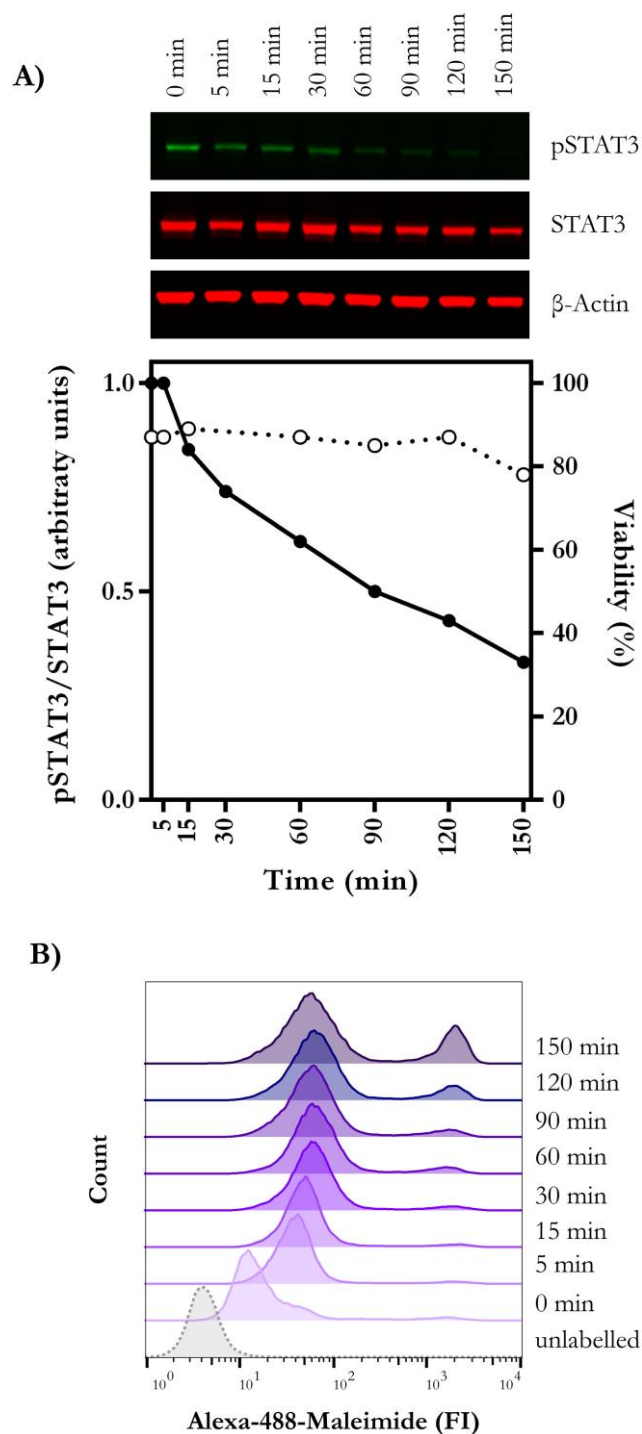 A)
0 min 5 min 15 min 30 min 60 min 90 min 120 min 150 min
pSTAT3
STAT3
β-Actin
pSTAT3/STAT3 (arbitraty units)
1.0
0.5
0.0
100
80
60
40
20
0
Viability (%)
5 15 30 60 90 120 150
Time (min)
B)
Count
150 min
120 min
90 min
60 min
30 min
15 min
5 min
0 min
unlabelled
10⁰ 10¹ 10² 10³ 10⁴
Alexa-488-Maleimide (FI)